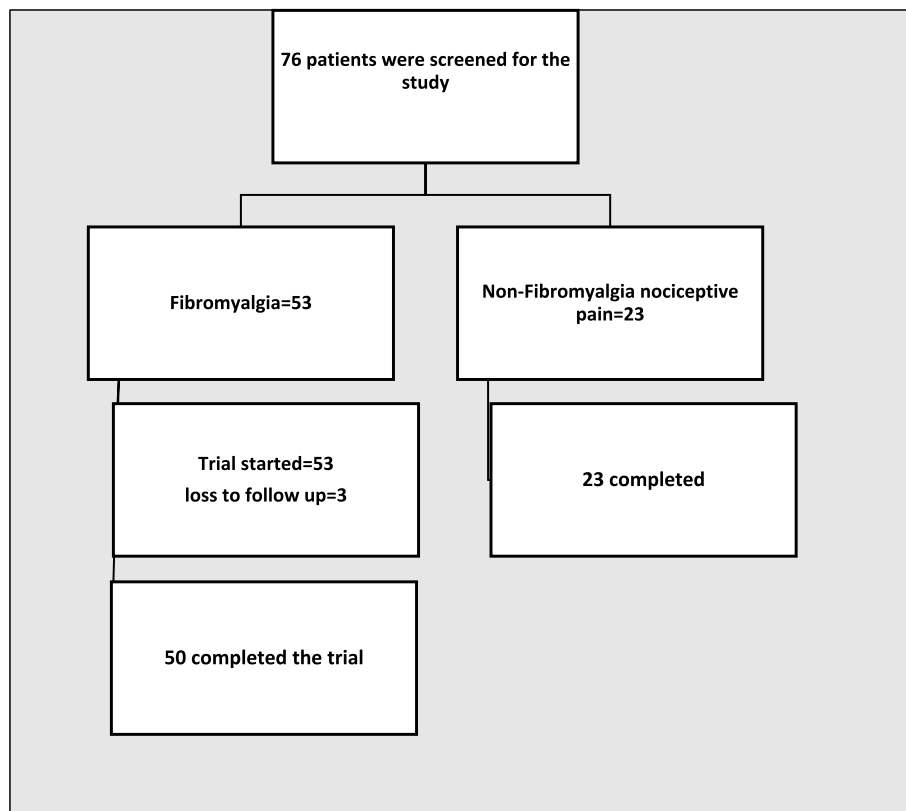 76 patients were screened for the
study
Fibromyalgia=53
Non-Fibromyalgia nociceptive
pain=23
Trial started=53
loss to follow up=3
23 completed
50 completed the trial